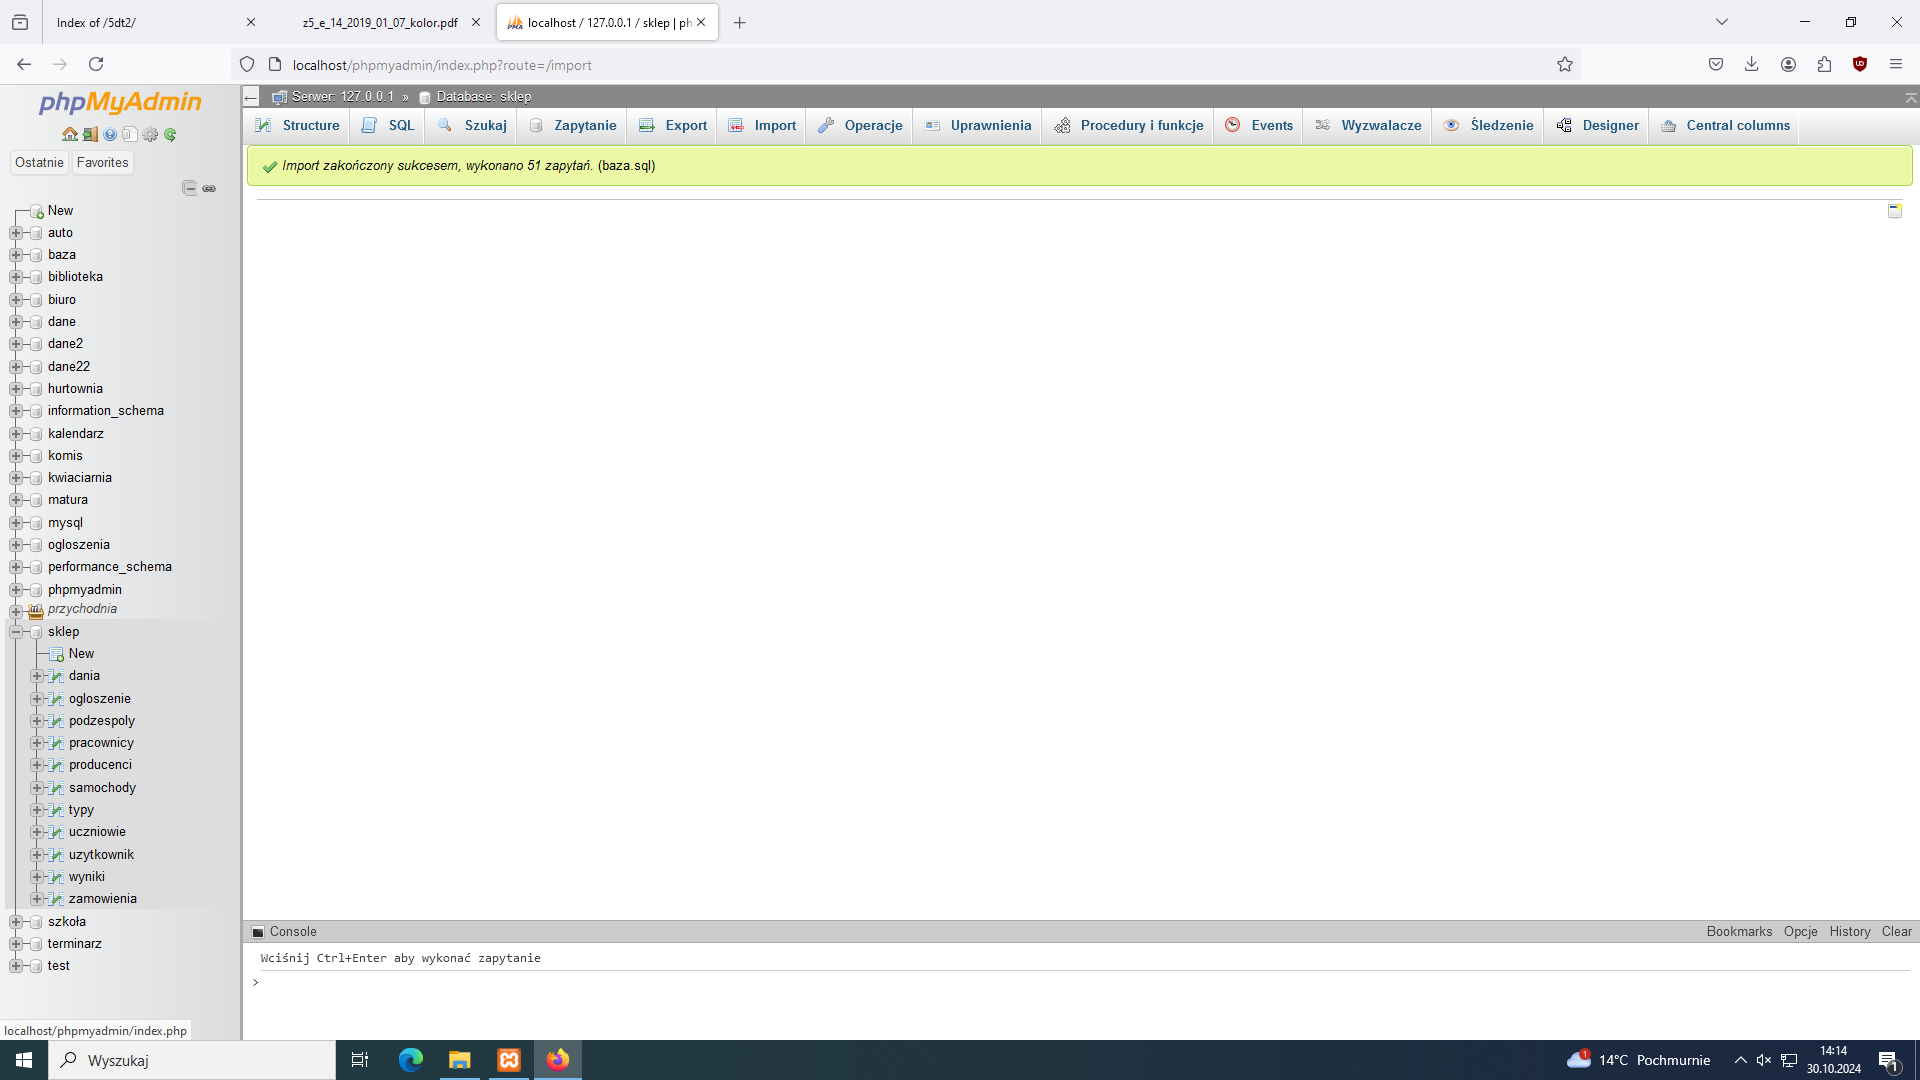 Index of /5dt2/
z5_e_14_2019_01_07_kolor.pdf
localhost / 127.0.0.1 / sklep | ph
localhost/phpmyadmin/index.php?route=/import
phpMyAdmin
Ostatnie
Favorites
New
auto
baza
biblioteka
biuro
dane
dane2
dane22
hurtownia
information_schema
kalendarz
komis
kwiaciarnia
matura
mysql
ogloszenia
performance_schema
phpmyadmin
przychodnia
sklep
New
dania
ogloszenie
podzespoly
pracownicy
producenci
samochody
typy
uczniowie
uzytkownik
wyniki
zamowienia
szkoła
terminarz
test
localhost/phpmyadmin/index.php
Serwer: 127.0.0.1 » Database: sklep
Structure
SQL
Szukaj
Zapytanie
Export
Import
Operacje
Uprawnienia
Procedury i funkcje
Events
Wyzwalacze
Śledzenie
Designer
Central columns
Import zakończony sukcesem, wykonano 51 zapytań. (baza.sql)
Console
Bookmarks
Opcje
History
Clear
Wciśnij Ctrl+Enter aby wykonać zapytanie
>
Wyszukaj
1
14°C Pochmurnie
14:14
30.10.2024
1